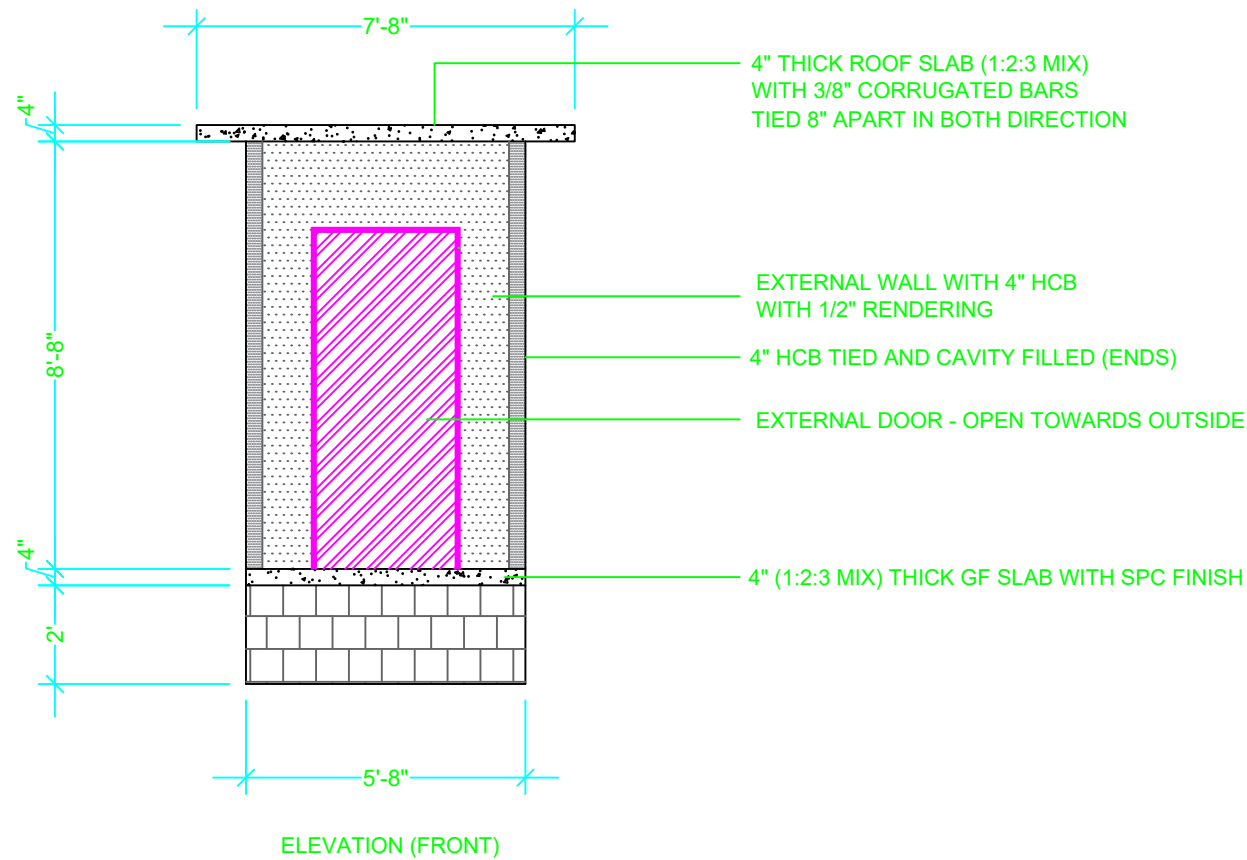 7'-8"
4" THICK ROOF SLAB (1:2:3 MIX)
WITH 3/8" CORRUGATED BARS
TIED 8" APART IN BOTH DIRECTION
4"
8'-8"
EXTERNAL WALL WITH 4" HCB
WITH 1/2" RENDERING
4" HCB TIED AND CAVITY FILLED (ENDS)
EXTERNAL DOOR - OPEN TOWARDS OUTSIDE
4"
4" (1:2:3 MIX) THICK GF SLAB WITH SPC FINISH
2'
5'-8"
ELEVATION (FRONT)